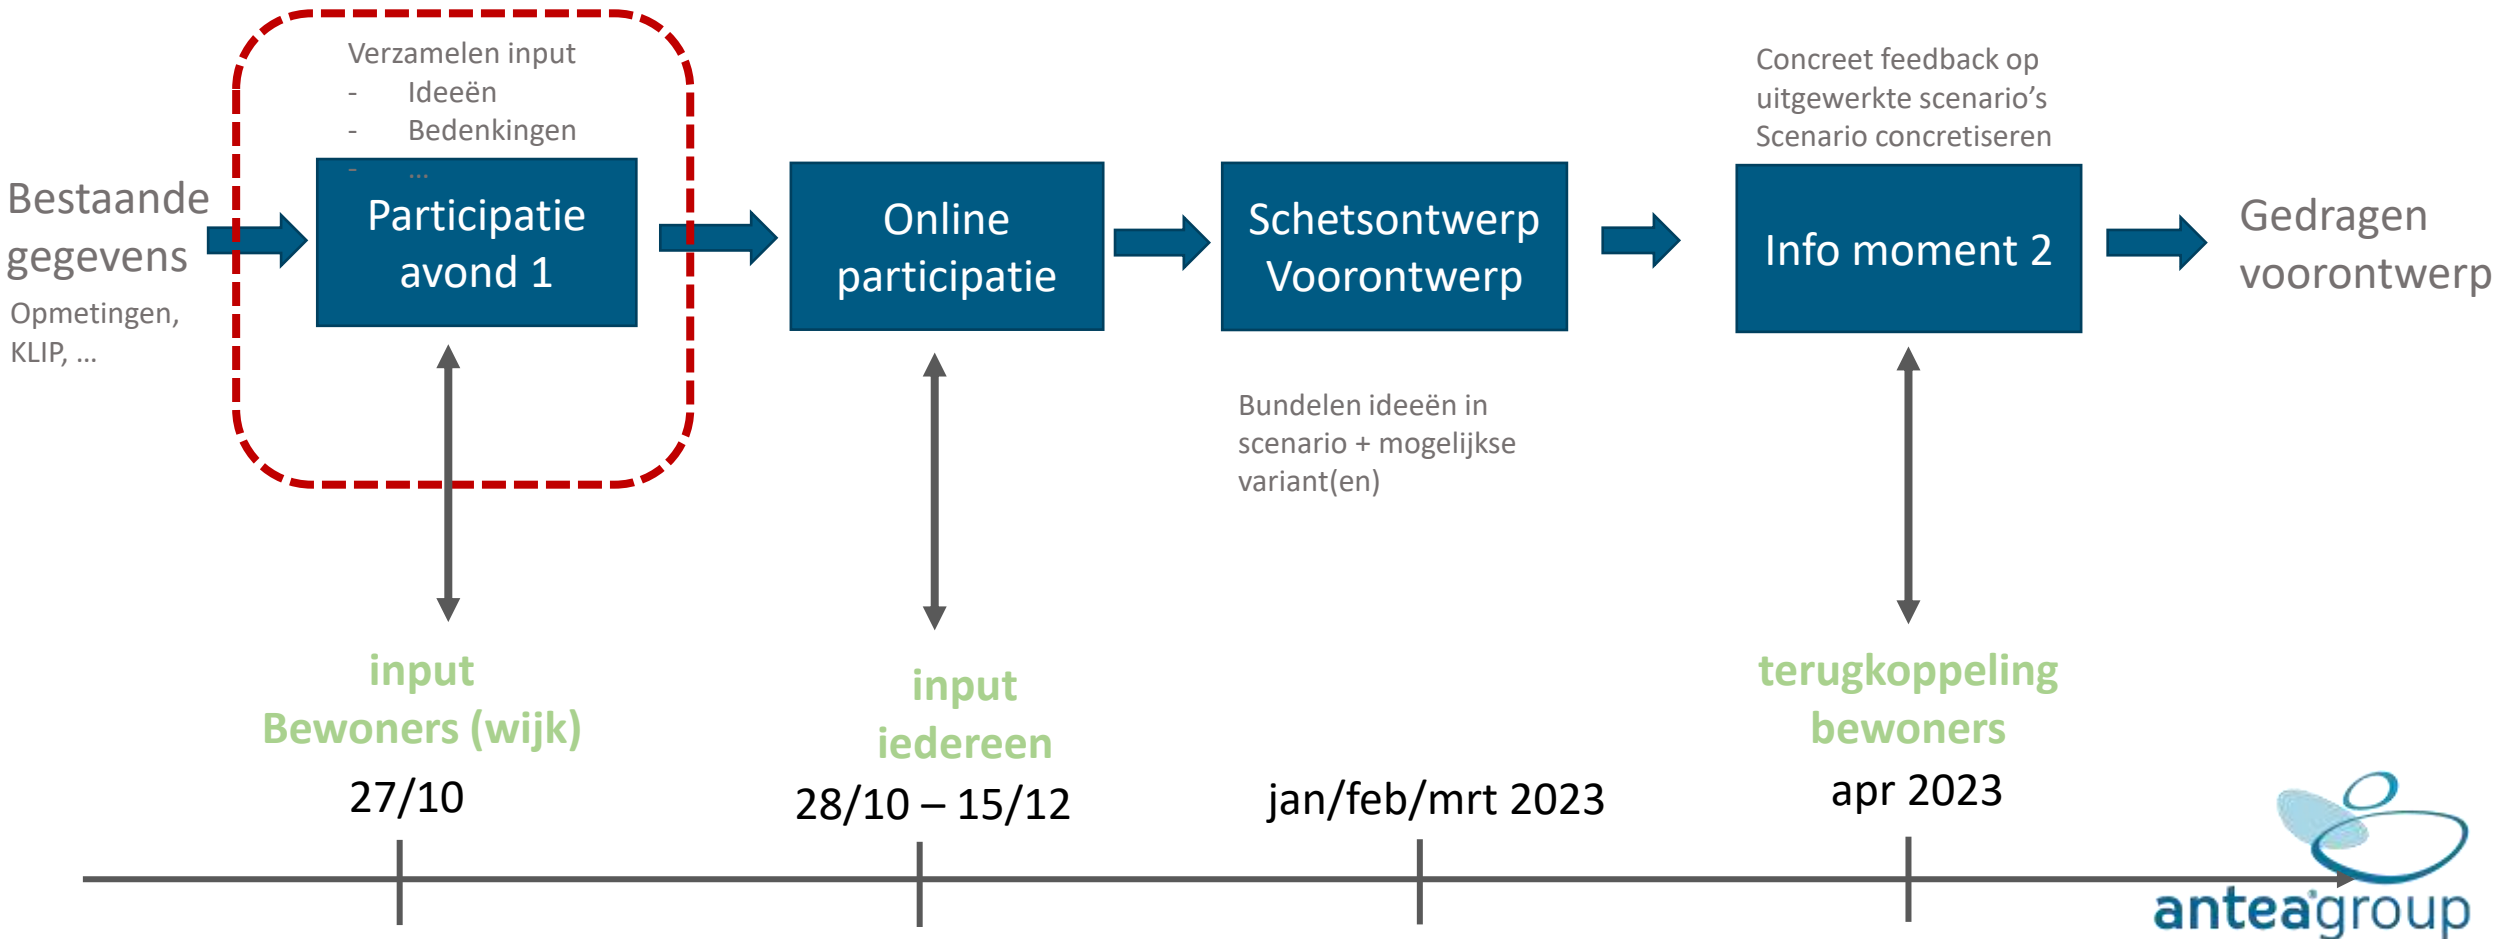 Bestaande
gegevens
Opmetingen,
KLIP, ...
Verzamelen input
- Ideeën
- Bedenkingen
- ...
Participatie
avond 1
Online
participatie
Schetsontwerp
Voorontwerp
Bundelen ideeën in
scenario + mogelijkse
variant(en)
Concreet feedback op
uitgewerkte scenario’s
Scenario concretiseren
Info moment 2
Gedragen
voorontwerp
input
Bewoners (wijk)
27/10
input
iedereen
28/10 – 15/12
jan/feb/mrt 2023
terugkoppeling
bewoners
apr 2023
anteagroup